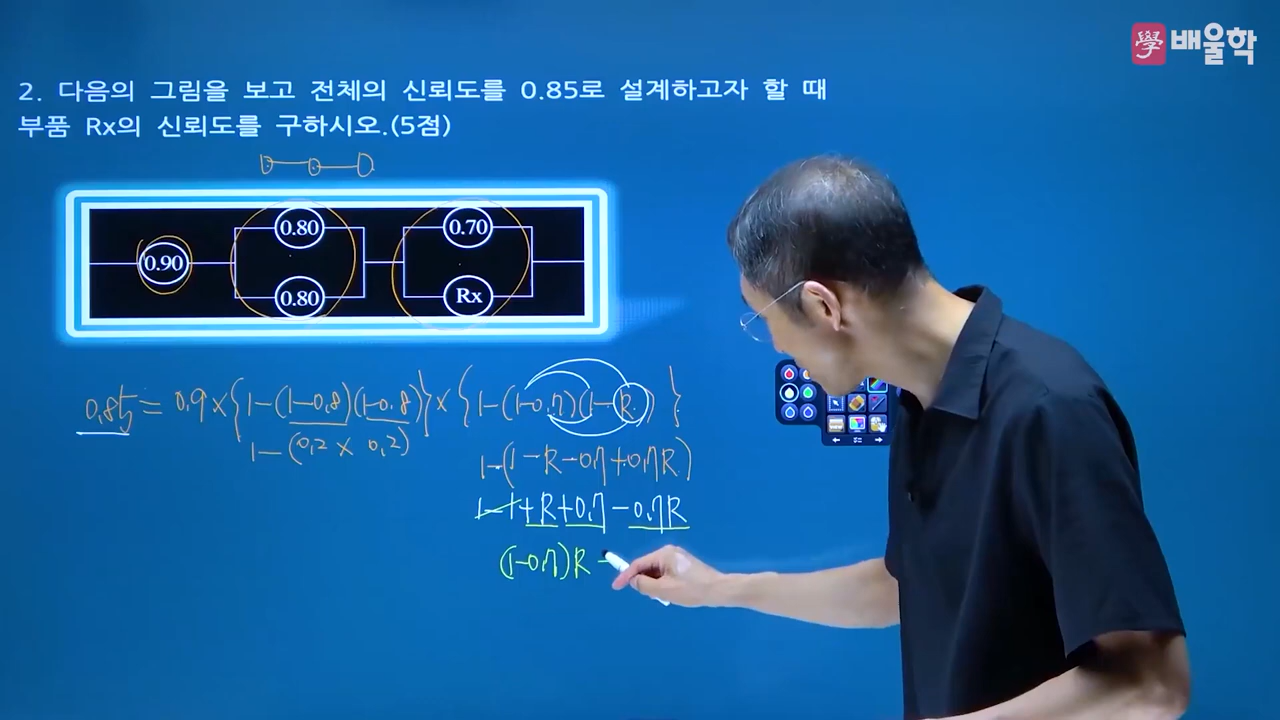 學 배울학
2. 다음의 그림을 보고 전체의 신뢰도를 0.85로 설계하고자 할 때
부품 Rx의 신뢰도를 구하시오.(5점)
0.80
0.70
0.90
0.80
Rx
0.85 = 0.9 × {1-(1-0.8)(1-0.8)} × {1-(1-0.7)(1-R)}
1-(0.2 × 0.2)
1-(1-R-0.7+0.7R)
1-1+R+0.7-0.7R
(1-0.7)R